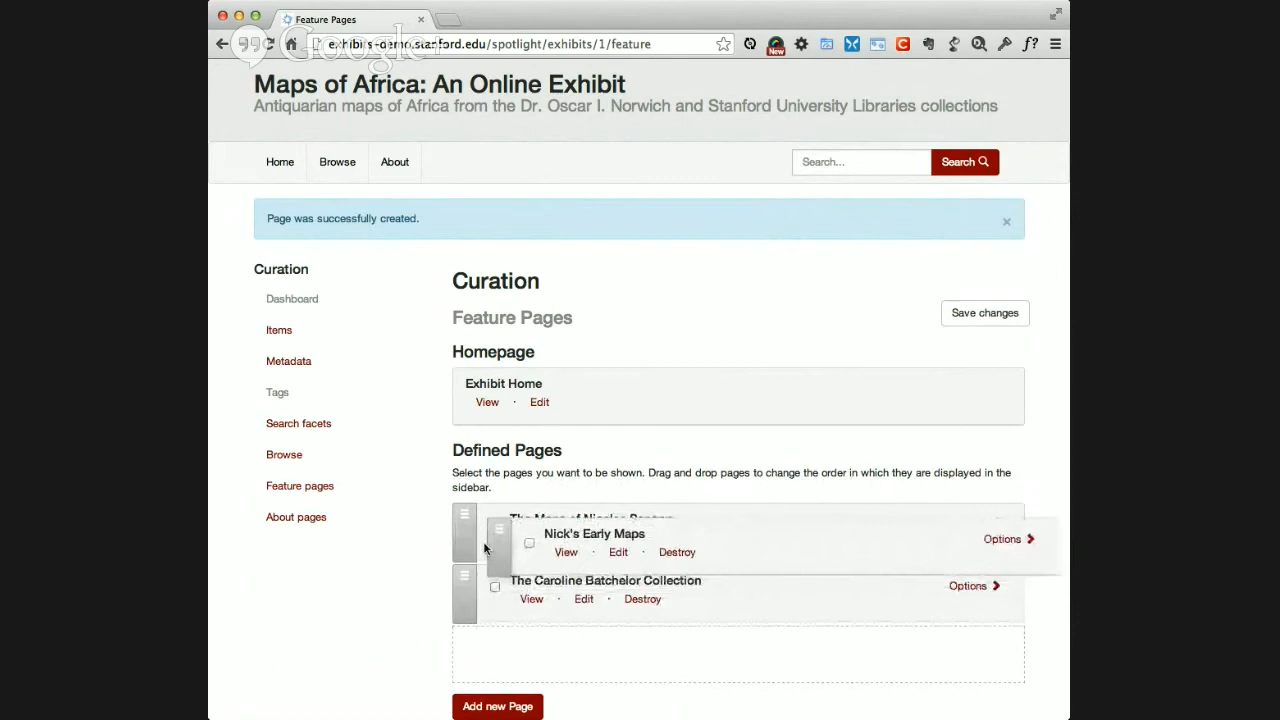 Feature Pages
Google+
exhibits-demo.stanford.edu/spotlight/exhibits/1/feature
New
f?
Maps of Africa: An Online Exhibit
Antiquarian maps of Africa from the Dr. Oscar I. Norwich and Stanford University Libraries collections
Home Browse About Search... Search
Page was successfully created. ×
Curation
Dashboard
Items
Metadata
Tags
Search facets
Browse
Feature pages
About pages
Curation
Feature Pages Save changes
Homepage
Exhibit Home
View · Edit
Defined Pages
Select the pages you want to be shown. Drag and drop pages to change the order in which they are displayed in the
sidebar.
The Maps of
Nick's Early Maps
View · Edit · Destroy Options
The Caroline Batchelor Collection
View · Edit · Destroy Options
Add new Page